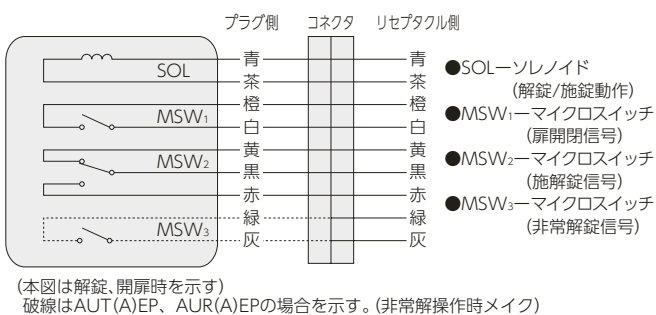 プラグ側 コネクタ リセプタクル側
青 青
SOL
茶 茶
橙 橙
MSW₁
白 白
黄 黄
MSW₂
黒 黒
赤 赤
緑 緑
MSW₃
灰 灰
●SOLーソレノイド
(解錠/施錠動作)
●MSW₁ーマイクロスイッチ
(扉開閉信号)
●MSW₂ーマイクロスイッチ
(施解錠信号)
●MSW₃ーマイクロスイッチ
(非常解錠信号)
(本図は解錠、開扉時を示す)
破線はAUT(A)EP、AUR(A)EPの場合を示す。(非常解操作時メイク)